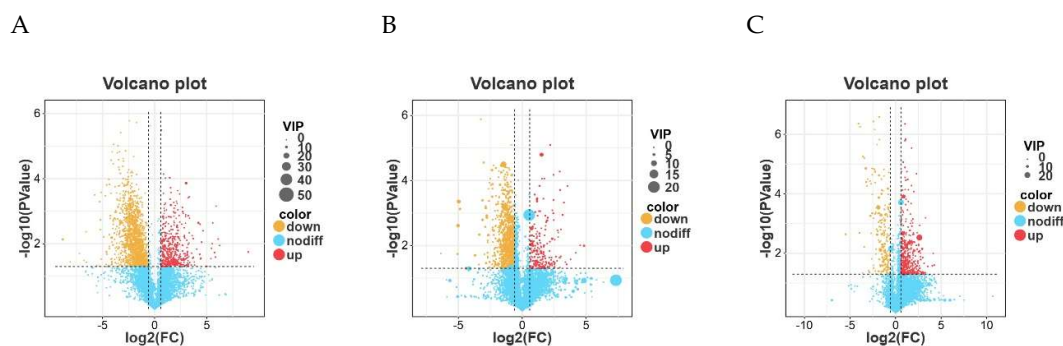 A
B
C
Volcano plot
6
4
2
-log10(PValue)
-5
0
5
log2(FC)
VIP
0
10
20
30
40
50
color
down
nodiff
up
Volcano plot
6
4
2
-log10(PValue)
-5
0
5
log2(FC)
VIP
0
5
10
15
20
color
down
nodiff
up
Volcano plot
6
4
2
-log10(PValue)
-10
-5
0
5
10
log2(FC)
VIP
0
10
20
color
down
nodiff
up